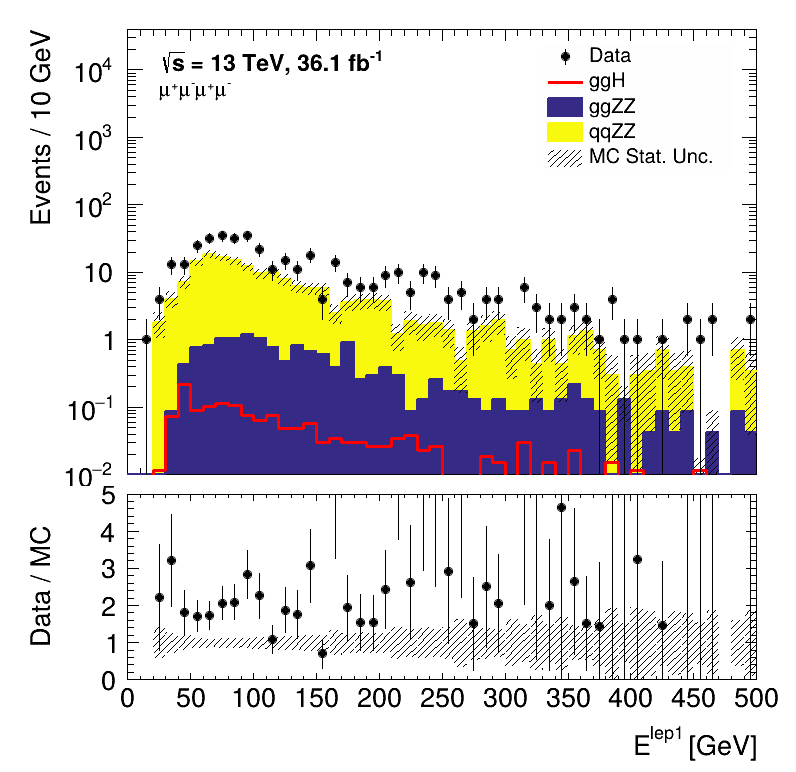 Events / 10 GeV
10⁴
10³
10²
10
1
10⁻¹
10⁻²
√s = 13 TeV, 36.1 fb⁻¹
μ⁺μ⁻μ⁺μ⁻
Data
ggH
ggZZ
qqZZ
MC Stat. Unc.
Data / MC
5
4
3
2
1
0
0 50 100 150 200 250 300 350 400 450 500
E^lep1 [GeV]